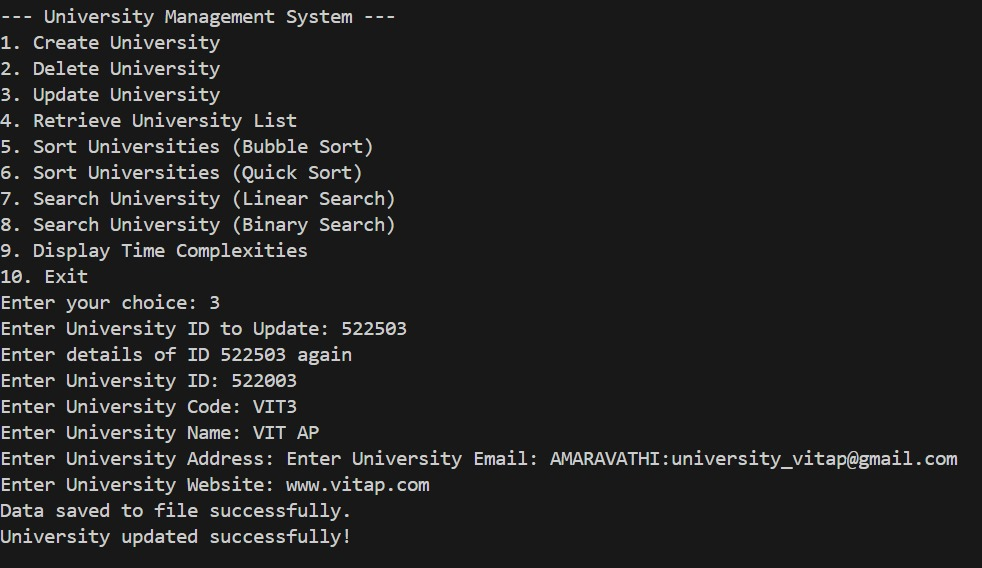 --- University Management System ---
1. Create University
2. Delete University
3. Update University
4. Retrieve University List
5. Sort Universities (Bubble Sort)
6. Sort Universities (Quick Sort)
7. Search University (Linear Search)
8. Search University (Binary Search)
9. Display Time Complexities
10. Exit
Enter your choice: 3
Enter University ID to Update: 522503
Enter details of ID 522503 again
Enter University ID: 522003
Enter University Code: VIT3
Enter University Name: VIT AP
Enter University Address: Enter University Email: AMARAVATHI:university_vitap@gmail.com
Enter University Website: www.vitap.com
Data saved to file successfully.
University updated successfully!